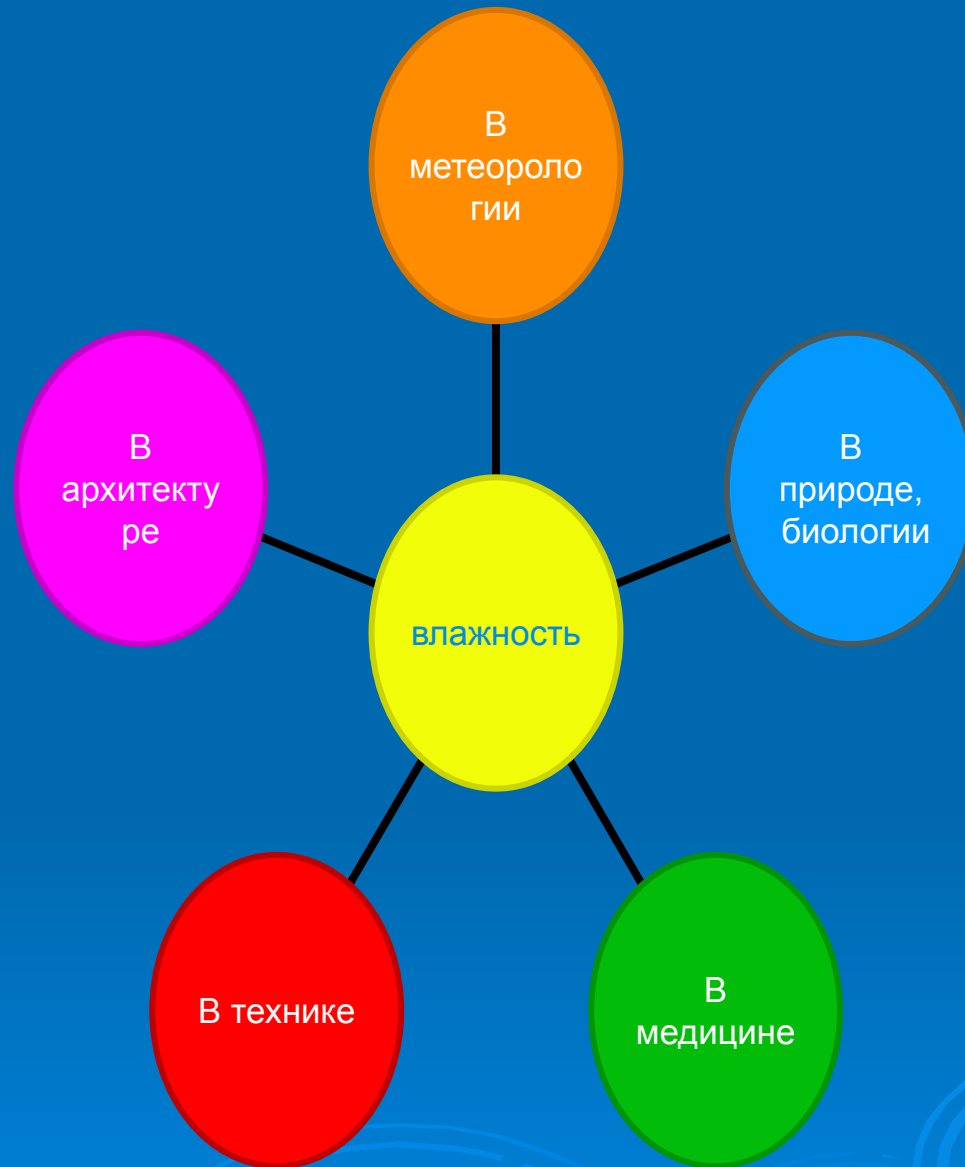 В
метеороло
гии
В
архитекту
ре
В
природе,
биологии
влажность
В технике
В
медицине